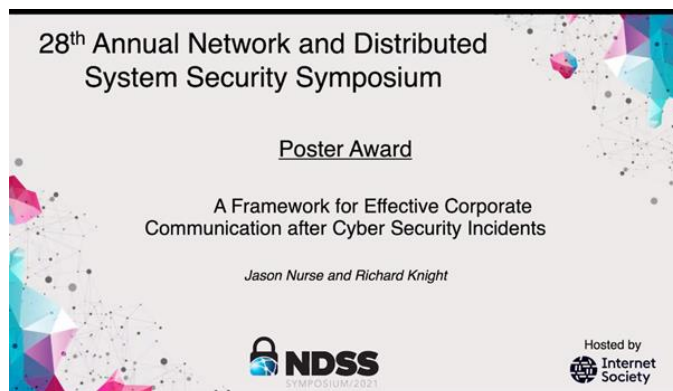 28th Annual Network and Distributed
System Security Symposium
Poster Award
A Framework for Effective Corporate
Communication after Cyber Security Incidents
Jason Nurse and Richard Knight
NDSS
SYMPOSIUM/2021
Hosted by
Internet
Society